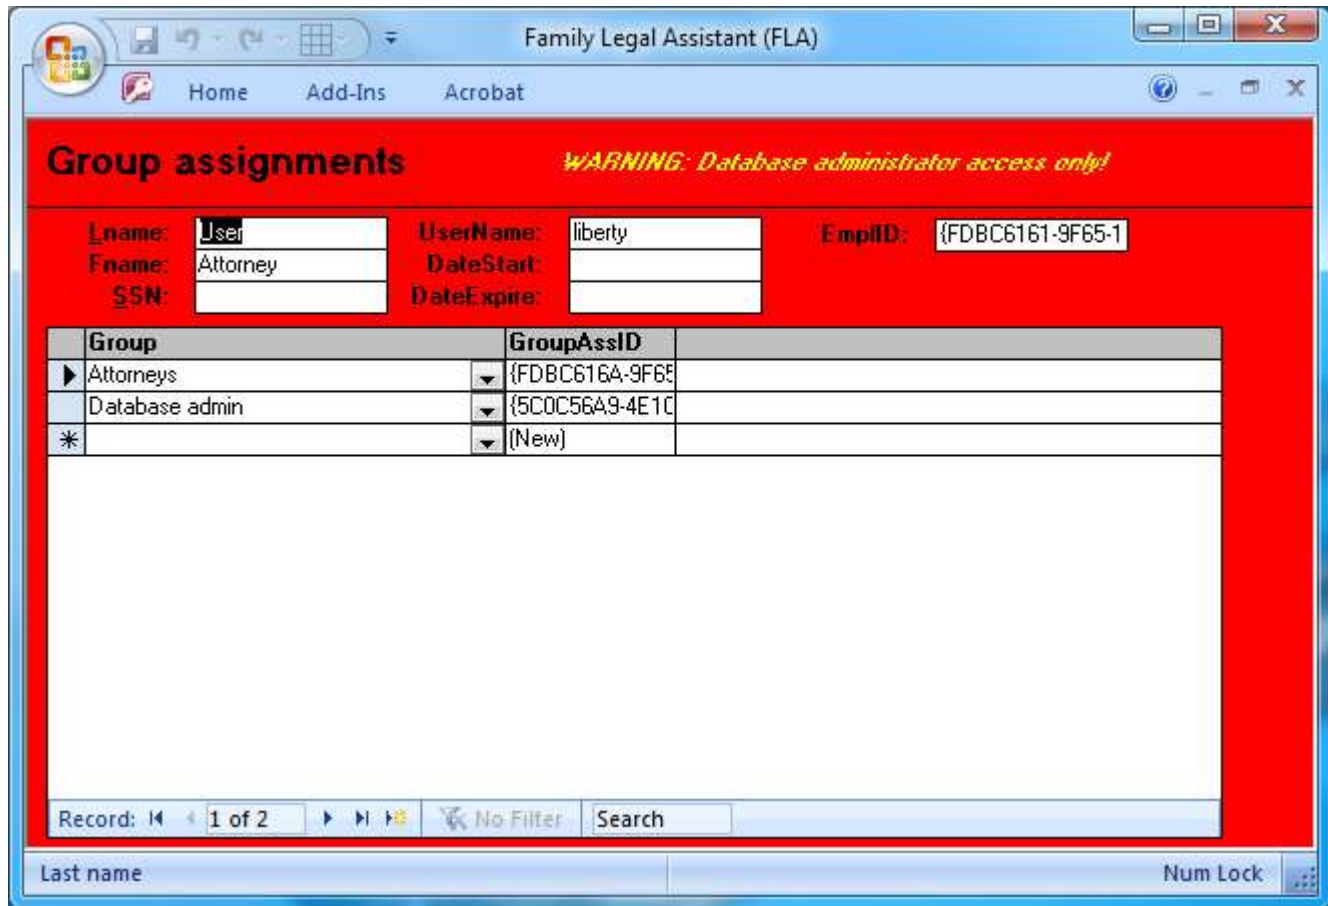 Family Legal Assistant (FLA)
Home Add-Ins Acrobat
Group assignments WARNING: Database administrator access only!
Lname: User UserName: liberty EmplID: {FDBC6161-9F65-1
Fname: Attorney DateStart:
SSN: DateExpire:
Group GroupAssID
Attorneys {FDBC616A-9F65
Database admin {5C0C56A9-4E1C
(New)
Record: 1 of 2 No Filter Search
Last name Num Lock